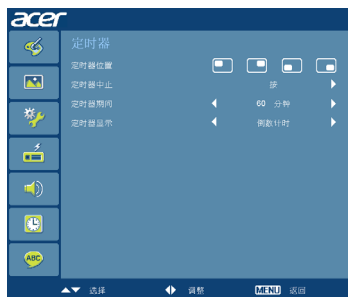 acer
定时器
定时器位置
定时器中止 按
定时器期间 60 分钟
定时器显示 倒数计时
ABC
选择 调整 MENU 返回